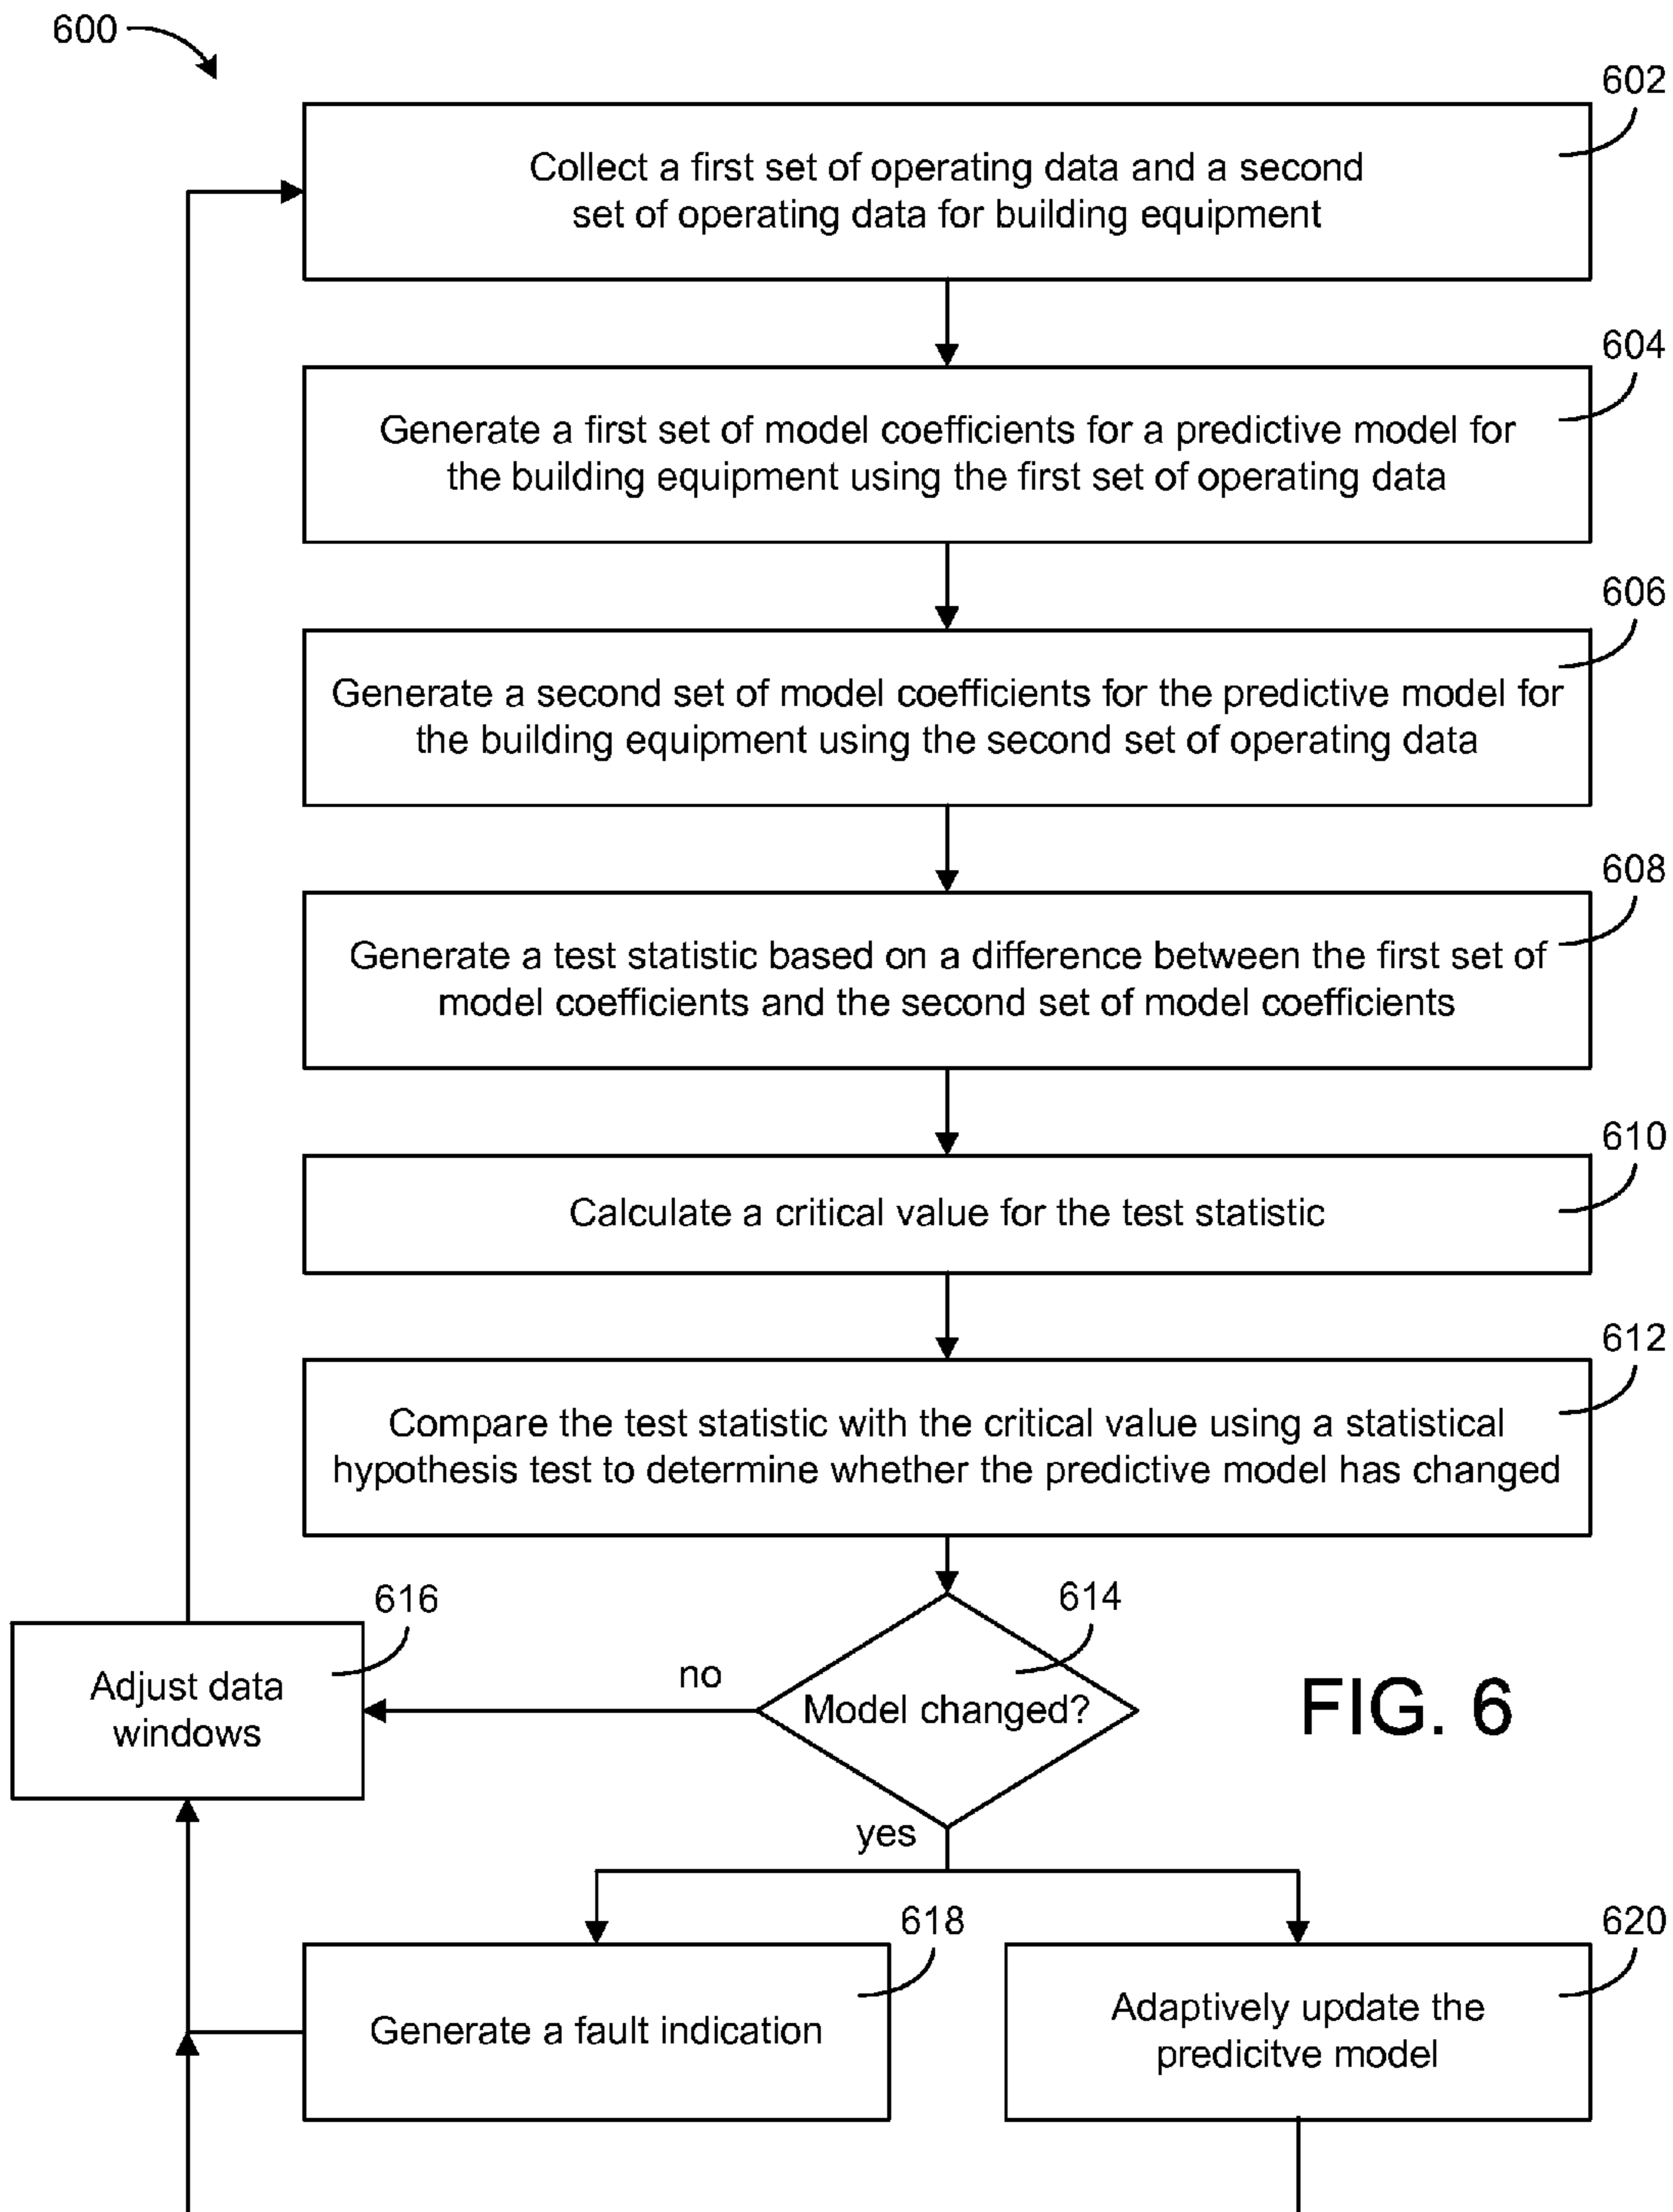 600
602
Collect a first set of operating data and a second
set of operating data for building equipment
604
Generate a first set of model coefficients for a predictive model for
the building equipment using the first set of operating data
606
Generate a second set of model coefficients for the predictive model for
the building equipment using the second set of operating data
608
Generate a test statistic based on a difference between the first set of
model coefficients and the second set of model coefficients
610
Calculate a critical value for the test statistic
612
Compare the test statistic with the critical value using a statistical
hypothesis test to determine whether the predictive model has changed
616
Adjust data
windows
no
614
Model changed?
FIG. 6
yes
618
Generate a fault indication
620
Adaptively update the
predicitve model